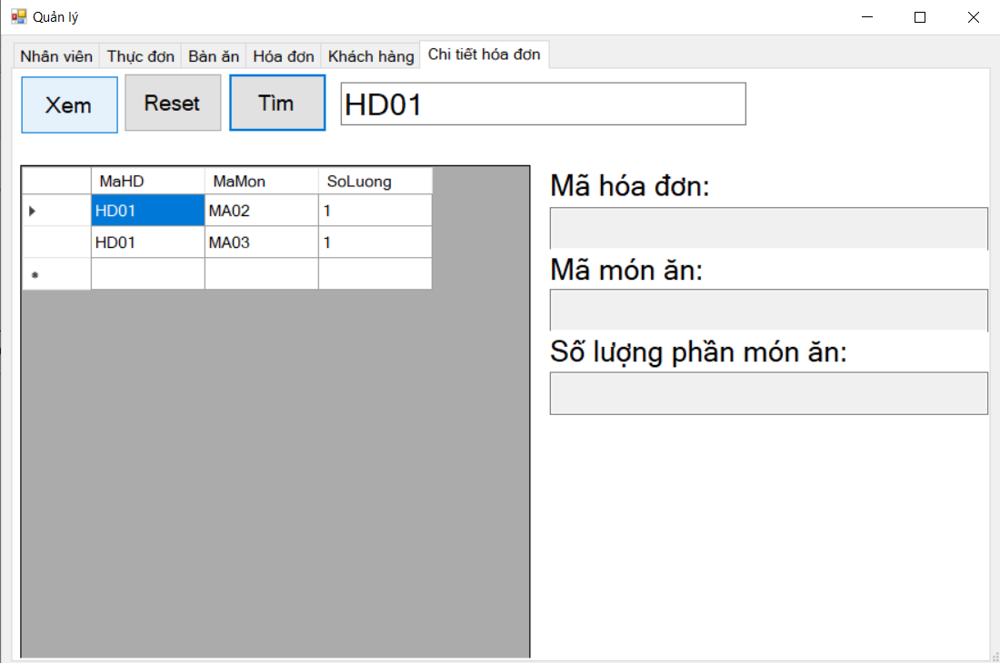 Quản lý
Nhân viên Thực đơn Bàn ăn Hóa đơn Khách hàng Chi tiết hóa đơn
Xem Reset Tìm HD01
MaHD MaMon SoLuong
HD01 MA02 1
HD01 MA03 1
Mã hóa đơn:
Mã món ăn:
Số lượng phần món ăn: